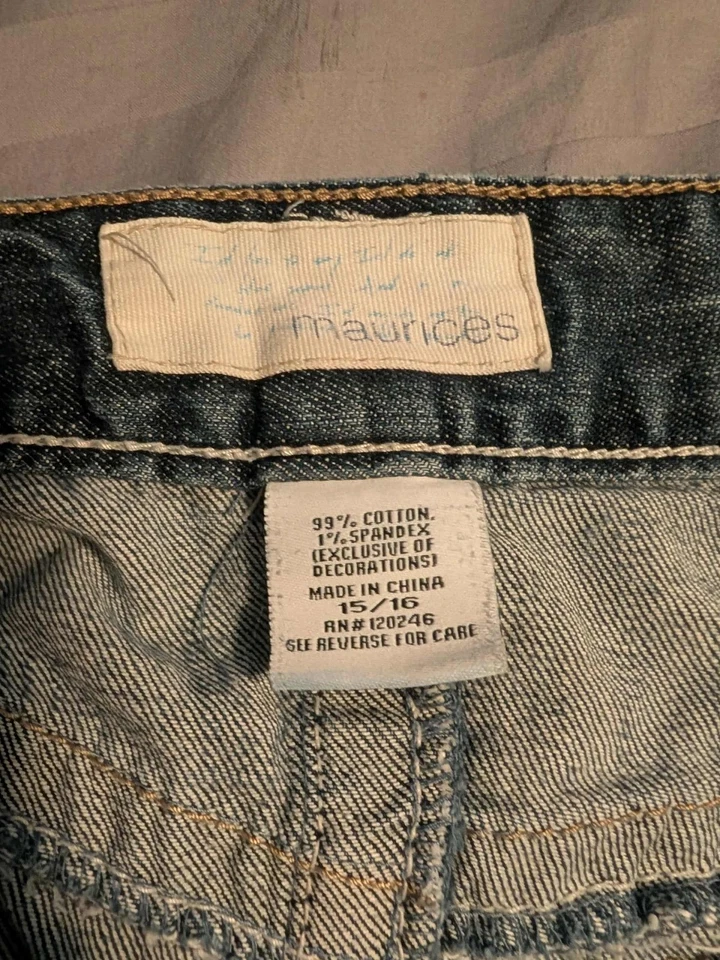 maurices
99% COTTON.
1% SPANDEX
(EXCLUSIVE OF
DECORATIONS)
MADE IN CHINA
15/16
RN# 120246
SEE REVERSE FOR CARE